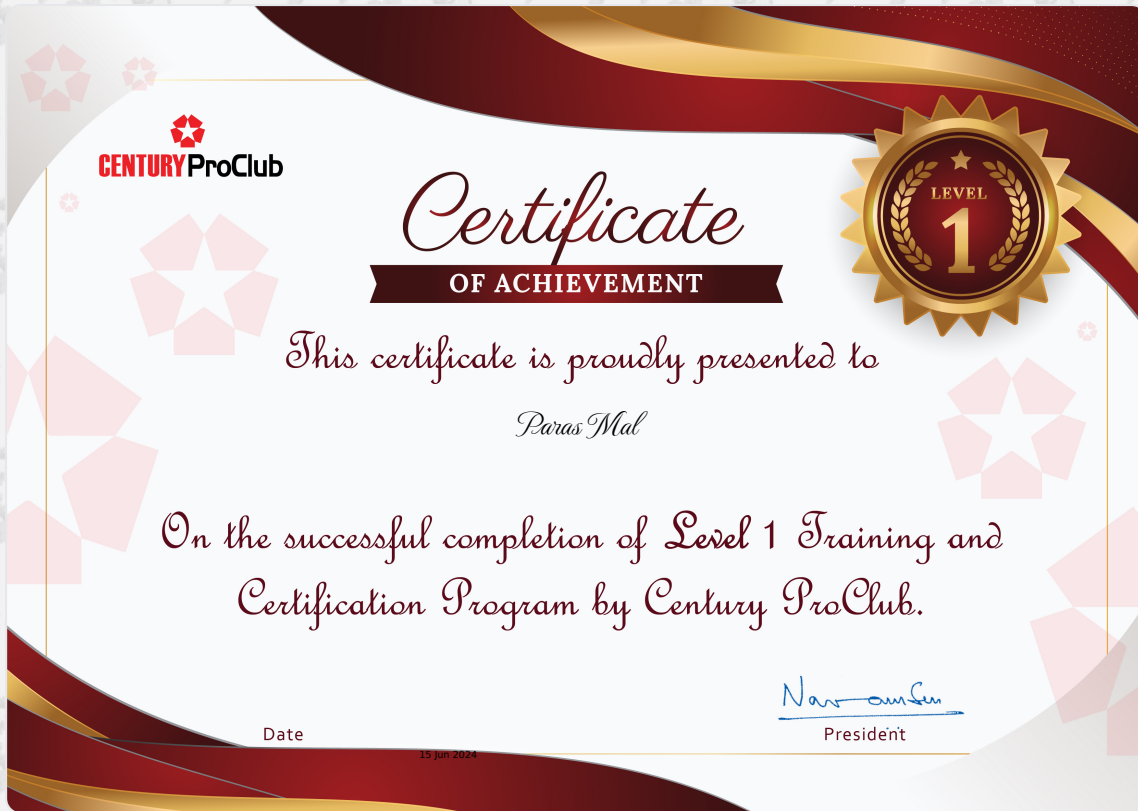 CENTURY ProClub
Certificate
LEVEL
1
OF ACHIEVEMENT
This certificate is proudly presented to
Paras Mal
On the successful completion of Level 1 Training and
Certification Program by Century ProClub.
Date
President
15 Jun 2024